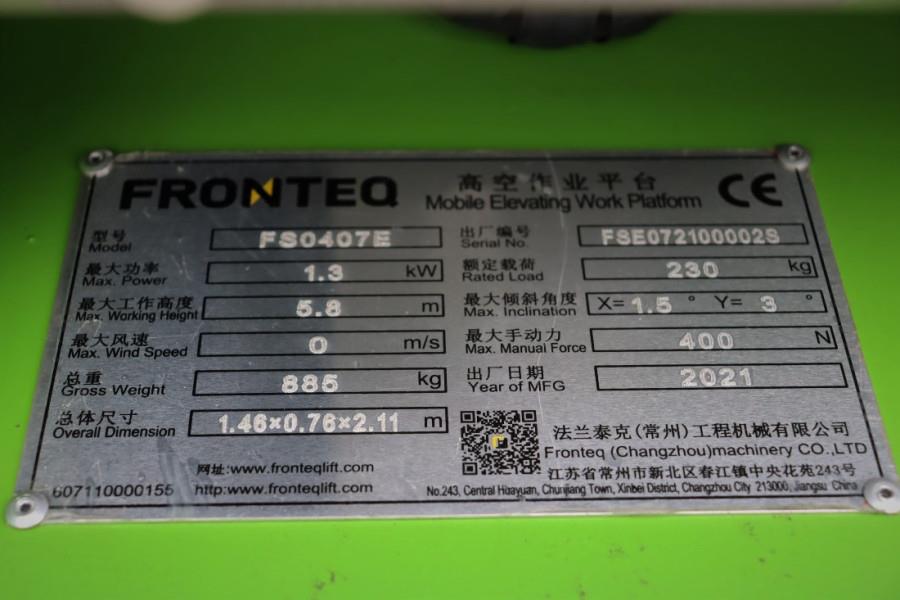 FRONTEQ
高空作业平台
Mobile Elevating Work Platform
CE
型号
Model
FS0407E
出厂编号
Serial No.
FSE072100002S
最大功率
Max. Power
1.3 kW
额定载荷
Rated Load
230 kg
最大工作高度
Max. Working Height
5.8 m
最大倾斜角度
Max. Inclination
X= 1.5 ° Y= 3 °
最大风速
Max. Wind Speed
0 m/s
最大手动力
Max. Manual Force
400 N
总重
Gross Weight
885 kg
出厂日期
Year of MFG
2021
总体尺寸
Overall Dimension
1.46×0.76×2.11 m
法兰泰克(常州)工程机械有限公司
Fronteq (Changzhou)machinery CO.,LTD
网址:www.fronteqlift.com
江苏省常州市新北区春江镇中央花苑243号
607110000155
http:www.fronteqlift.com
No.243, Central Huayuan, Chunjiang Town, Xinbei District, Changzhou City 213000, Jiangsu China